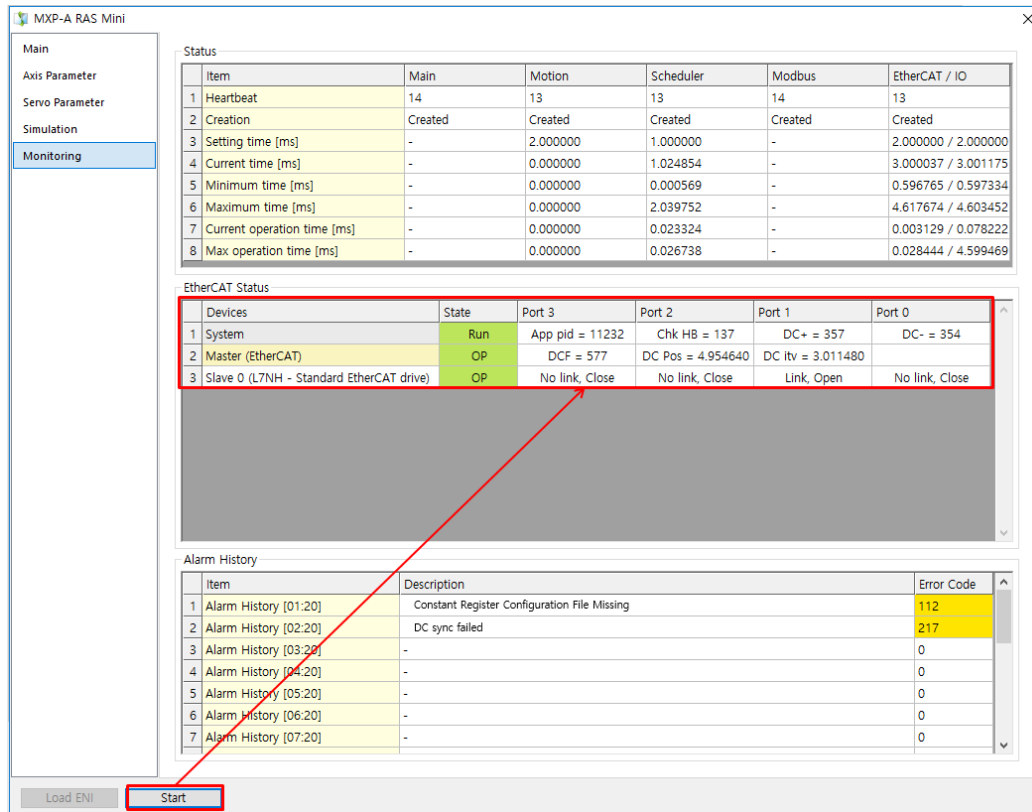 MXP-A RAS Mini
Main
Axis Parameter
Servo Parameter
Simulation
Monitoring
Status
Item Main Motion Scheduler Modbus EtherCAT / IO
1 Heartbeat 14 13 13 14 13
2 Creation Created Created Created Created Created
3 Setting time [ms] - 2.000000 1.000000 - 2.000000 / 2.000000
4 Current time [ms] - 0.000000 1.024854 - 3.000037 / 3.001175
5 Minimum time [ms] - 0.000000 0.000569 - 0.596765 / 0.597334
6 Maximum time [ms] - 0.000000 2.039752 - 4.617674 / 4.603452
7 Current operation time [ms] - 0.000000 0.023324 - 0.003129 / 0.078222
8 Max operation time [ms] - 0.000000 0.026738 - 0.028444 / 4.599469
EtherCAT Status
Devices State Port 3 Port 2 Port 1 Port 0
1 System Run App pid = 11232 Chk HB = 137 DC+ = 357 DC- = 354
2 Master (EtherCAT) OP DCF = 577 DC Pos = 4.954640 DC itv = 3.011480
3 Slave 0 (L7NH - Standard EtherCAT drive) OP No link, Close No link, Close Link, Open No link, Close
Alarm History
Item Description Error Code
1 Alarm History [01:20] Constant Register Configuration File Missing 112
2 Alarm History [02:20] DC sync failed 217
3 Alarm History [03:20] - 0
4 Alarm History [04:20] - 0
5 Alarm History [05:20] - 0
6 Alarm History [06:20] - 0
7 Alarm History [07:20] - 0
Load ENI Start